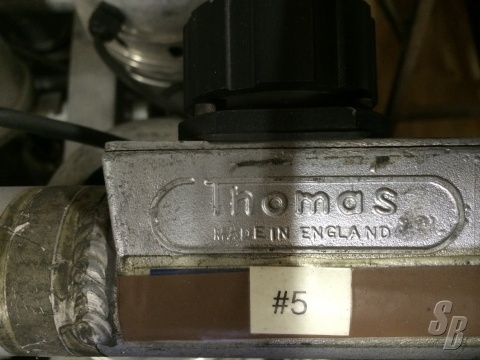 Thomas
MADE IN ENGLAND
#5
SB